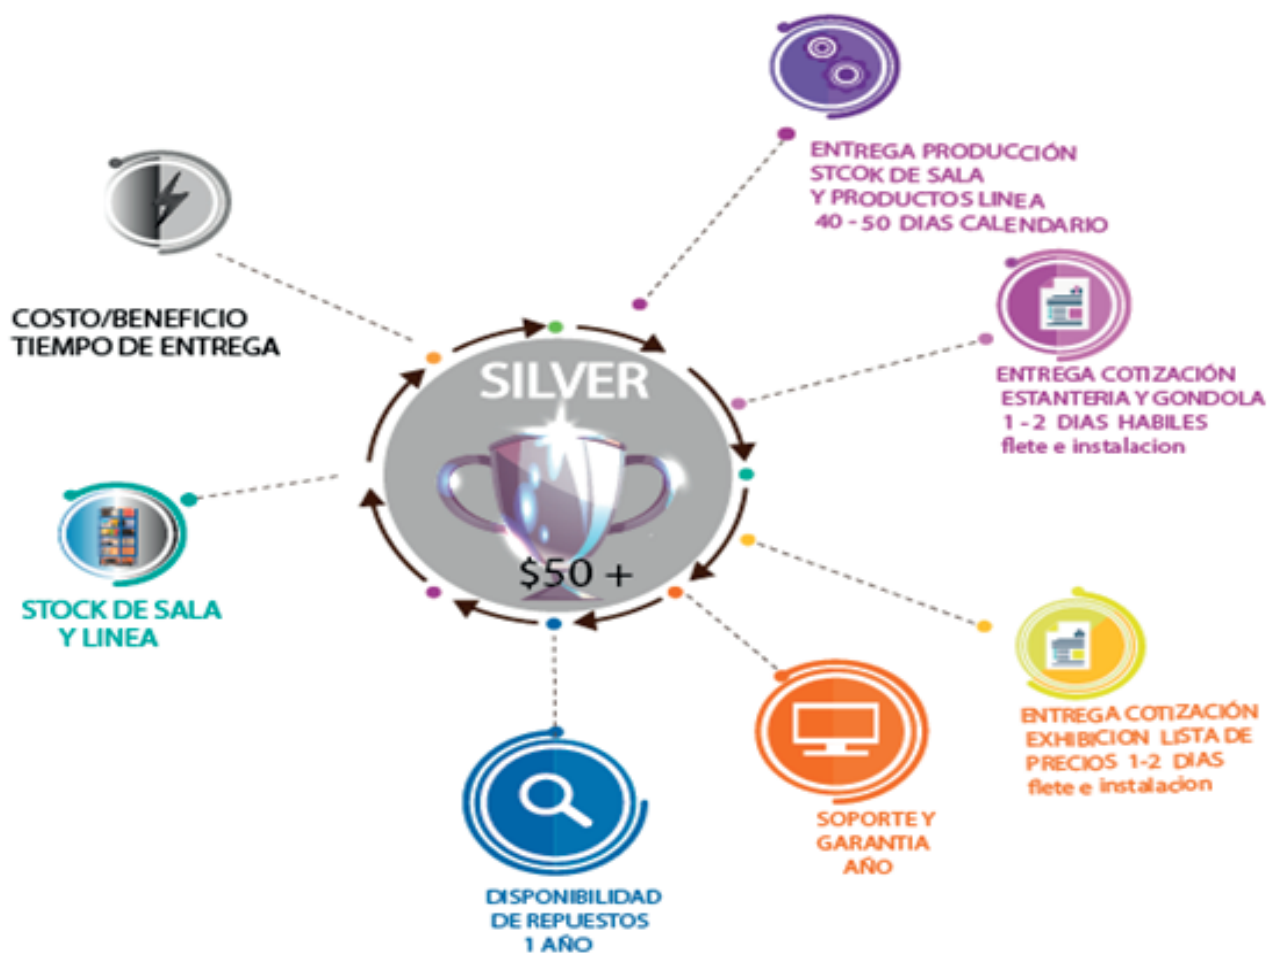 ENTREGA PRODUCCIÓN
STCOK DE SALA
Y PRODUCTOS LINEA
40 - 50 DIAS CALENDARIO
ENTREGA COTIZACIÓN
ESTANTERIA Y GONDOLA
1 - 2 DIAS HABILES
flete e instalacion
COSTO/BENEFICIO
TIEMPO DE ENTREGA
SILVER
$50 +
STOCK DE SALA
Y LINEA
ENTREGA COTIZACIÓN
EXHIBICION LISTA DE
PRECIOS 1-2 DIAS
flete e instalacion
SOPORTE Y
GARANTIA
AÑO
DISPONIBILIDAD
DE REPUESTOS
1 AÑO